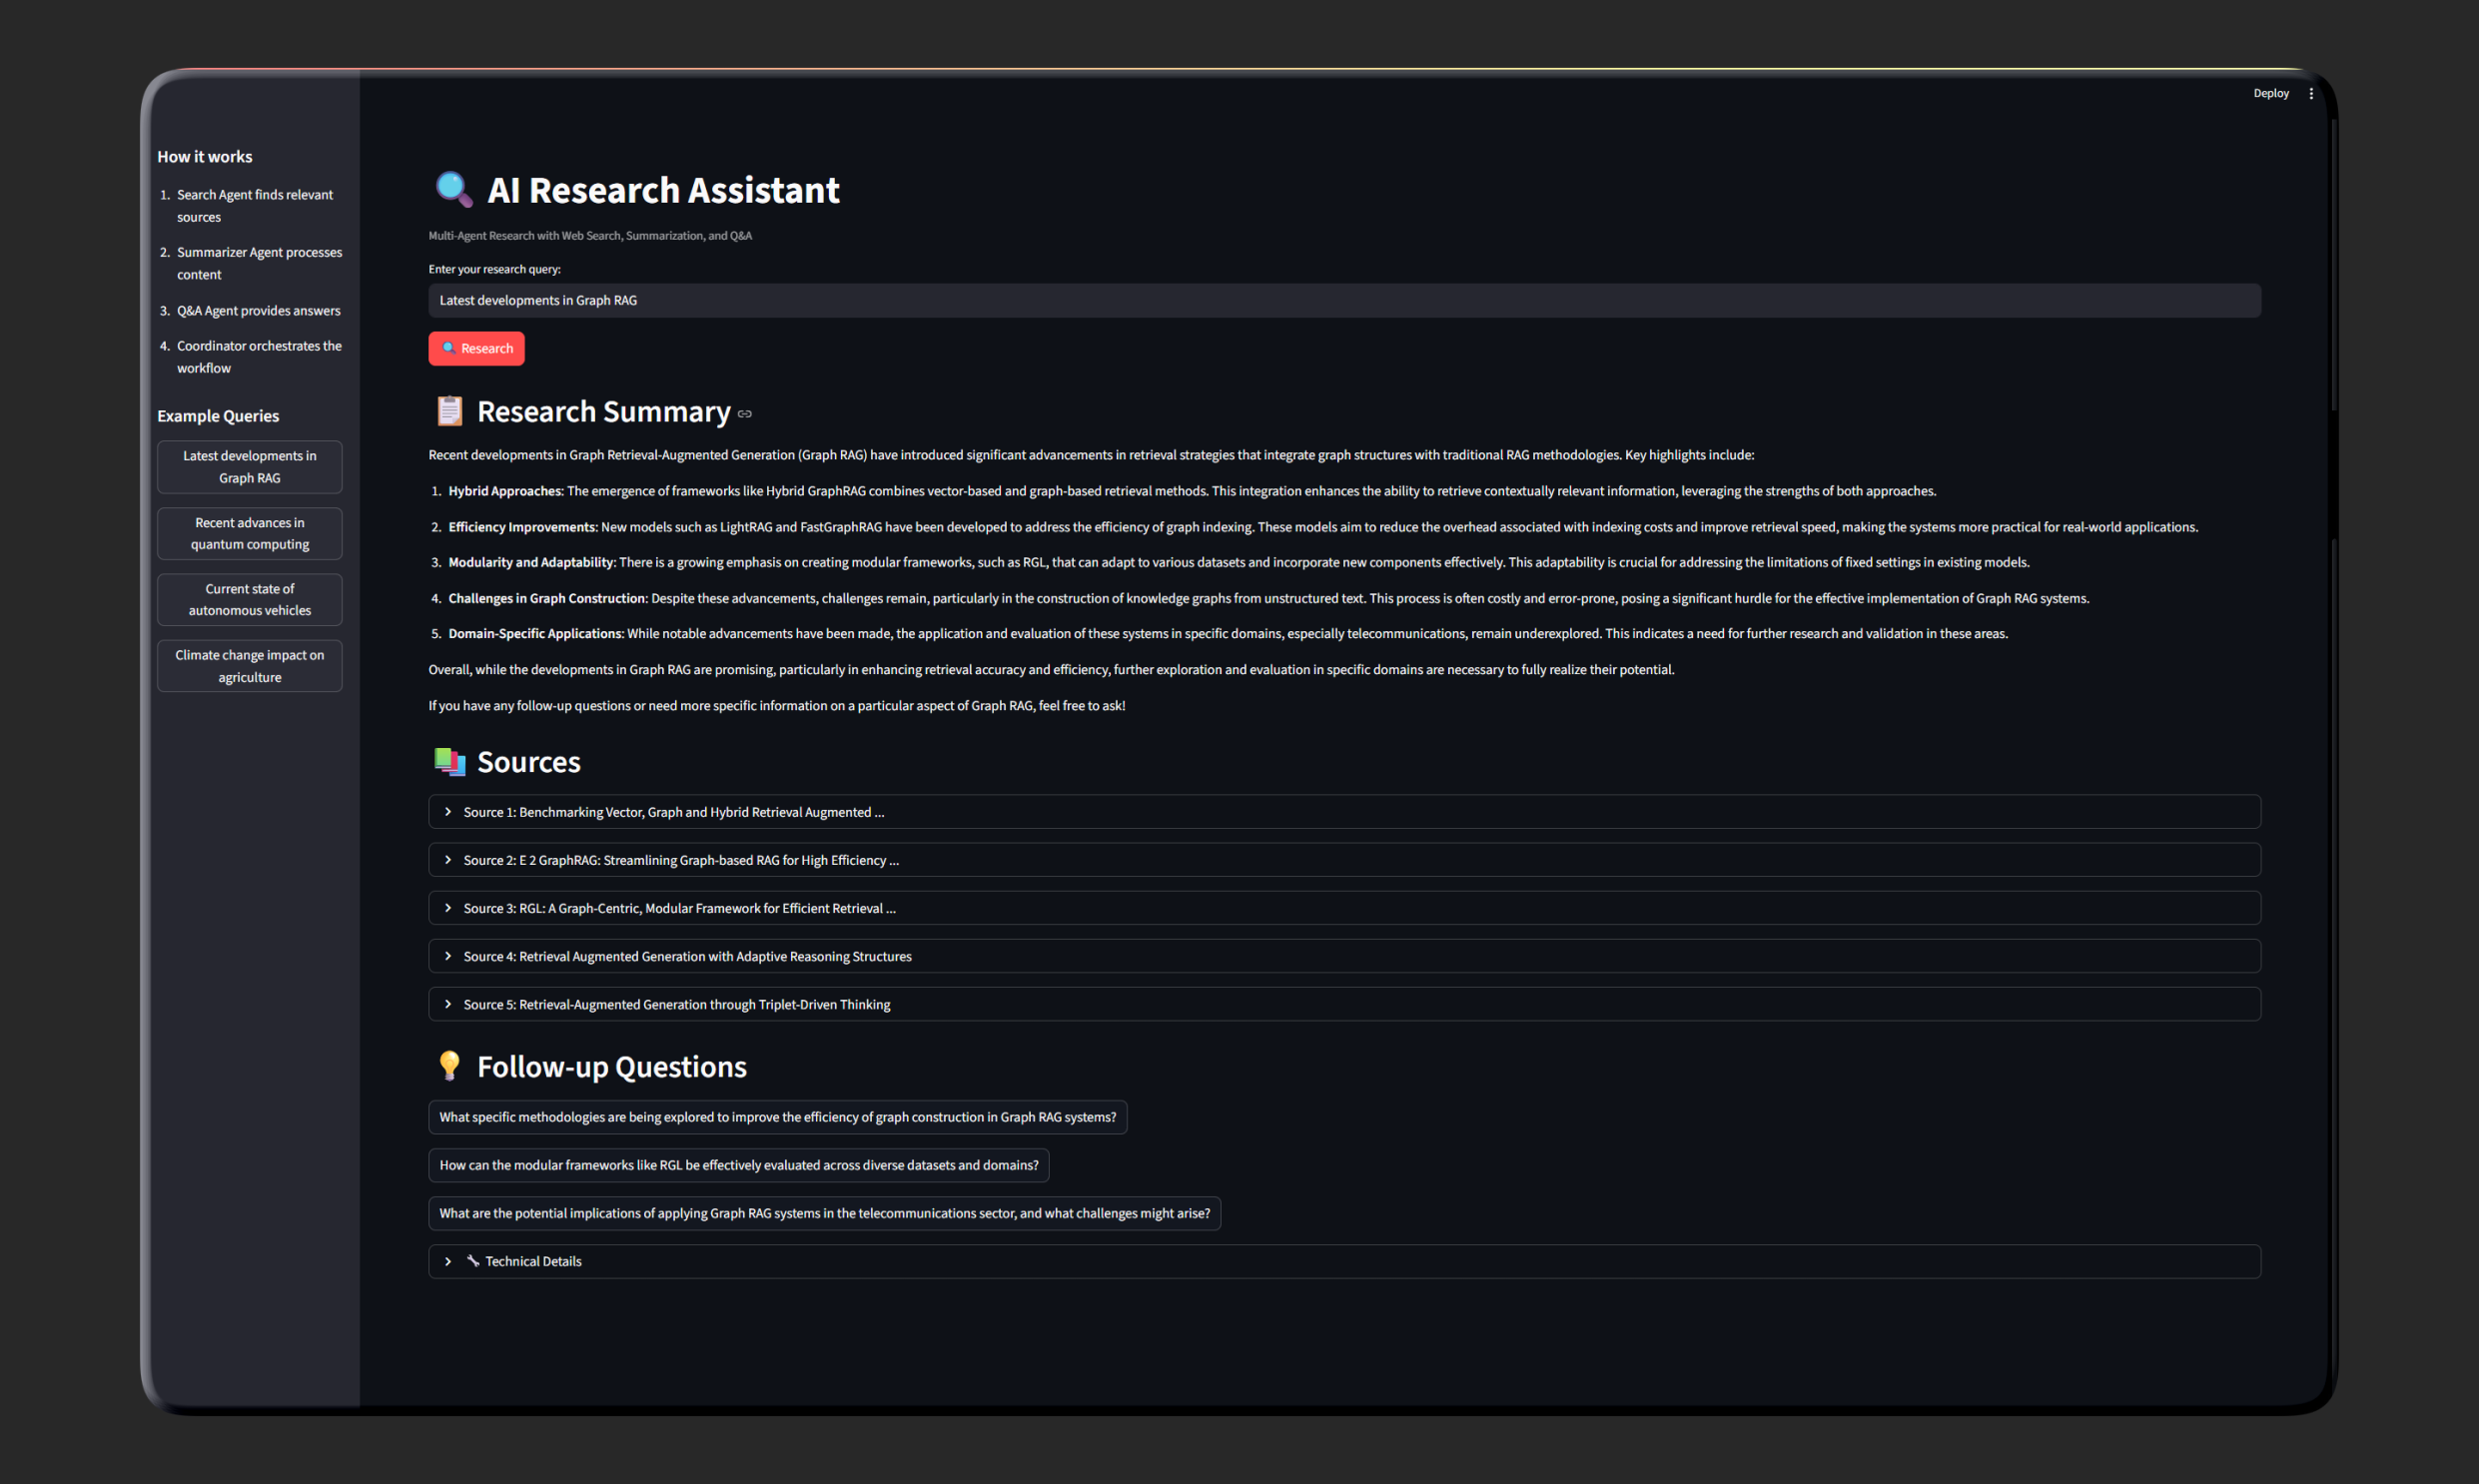 Deploy
How it works
1. Search Agent finds relevant
sources
2. Summarizer Agent processes
content
3. Q&A Agent provides answers
4. Coordinator orchestrates the
workflow
Example Queries
Latest developments in
Graph RAG
Recent advances in
quantum computing
Current state of
autonomous vehicles
Climate change impact on
agriculture
AI Research Assistant
Multi-Agent Research with Web Search, Summarization, and Q&A
Enter your research query:
Latest developments in Graph RAG
Research
Research Summary
Recent developments in Graph Retrieval-Augmented Generation (Graph RAG) have introduced significant advancements in retrieval strategies that integrate graph structures with traditional RAG methodologies. Key highlights include:
1. Hybrid Approaches: The emergence of frameworks like Hybrid GraphRAG combines vector-based and graph-based retrieval methods. This integration enhances the ability to retrieve contextually relevant information, leveraging the strengths of both approaches.
2. Efficiency Improvements: New models such as LightRAG and FastGraphRAG have been developed to address the efficiency of graph indexing. These models aim to reduce the overhead associated with indexing costs and improve retrieval speed, making the systems more practical for real-world applications.
3. Modularity and Adaptability: There is a growing emphasis on creating modular frameworks, such as RGL, that can adapt to various datasets and incorporate new components effectively. This adaptability is crucial for addressing the limitations of fixed settings in existing models.
4. Challenges in Graph Construction: Despite these advancements, challenges remain, particularly in the construction of knowledge graphs from unstructured text. This process is often costly and error-prone, posing a significant hurdle for the effective implementation of Graph RAG systems.
5. Domain-Specific Applications: While notable advancements have been made, the application and evaluation of these systems in specific domains, especially telecommunications, remain underexplored. This indicates a need for further research and validation in these areas.
Overall, while the developments in Graph RAG are promising, particularly in enhancing retrieval accuracy and efficiency, further exploration and evaluation in specific domains are necessary to fully realize their potential.
If you have any follow-up questions or need more specific information on a particular aspect of Graph RAG, feel free to ask!
Sources
Source 1: Benchmarking Vector, Graph and Hybrid Retrieval Augmented ...
Source 2: E 2 GraphRAG: Streamlining Graph-based RAG for High Efficiency ...
Source 3: RGL: A Graph-Centric, Modular Framework for Efficient Retrieval ...
Source 4: Retrieval Augmented Generation with Adaptive Reasoning Structures
Source 5: Retrieval-Augmented Generation through Triplet-Driven Thinking
Follow-up Questions
What specific methodologies are being explored to improve the efficiency of graph construction in Graph RAG systems?
How can the modular frameworks like RGL be effectively evaluated across diverse datasets and domains?
What are the potential implications of applying Graph RAG systems in the telecommunications sector, and what challenges might arise?
Technical Details